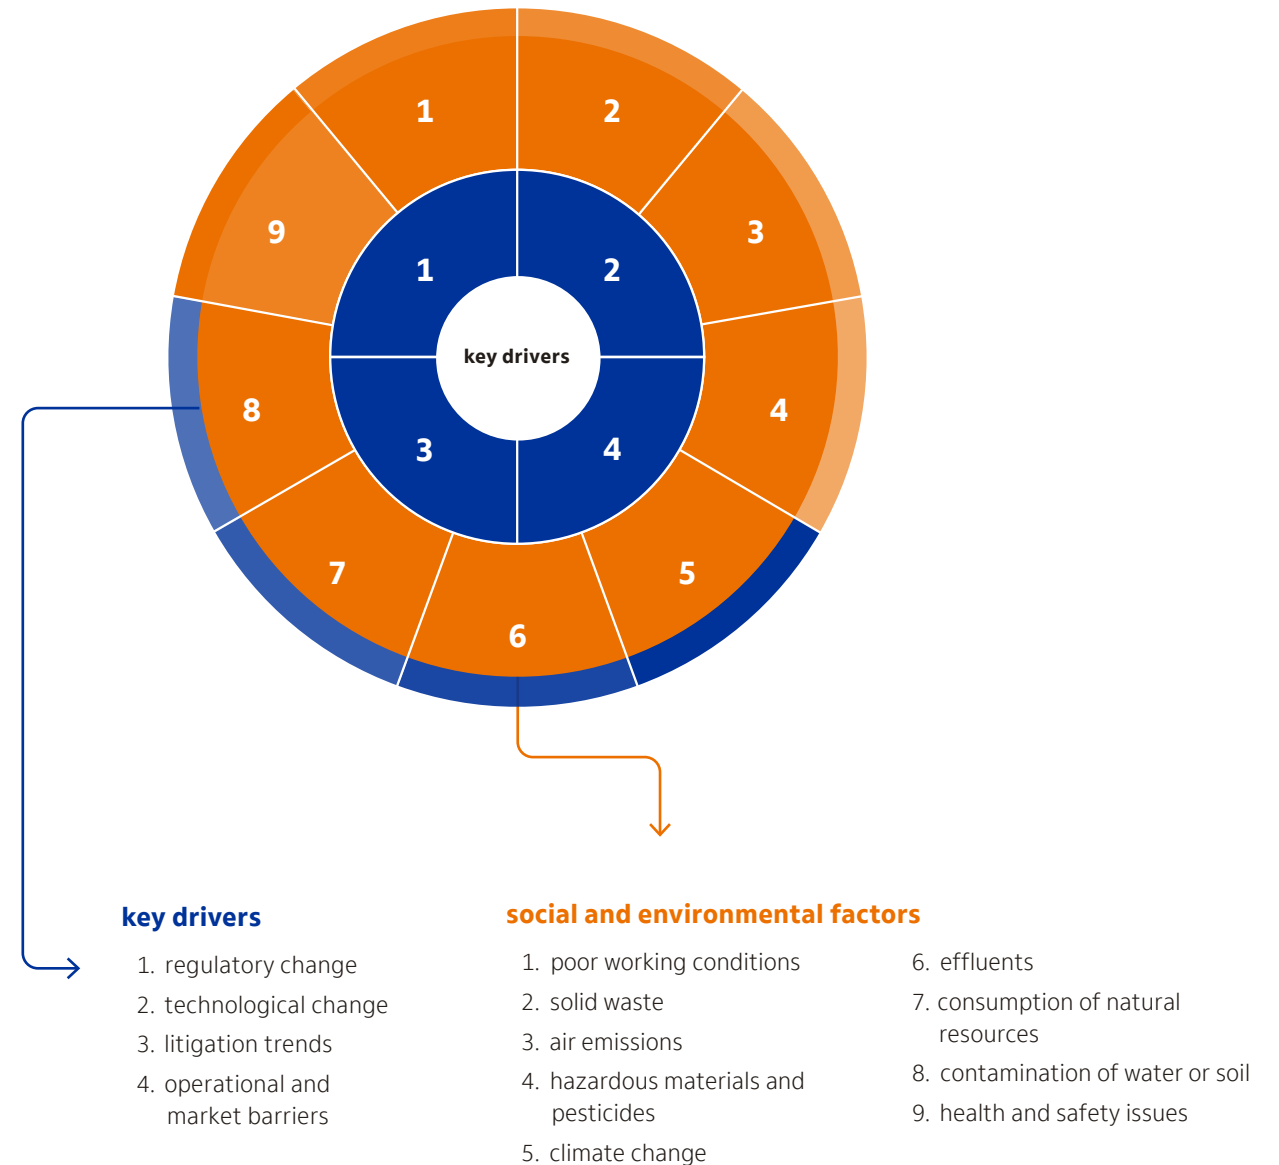 1
2
9
3
1
2
key drivers
8
4
3
4
7
5
6
key drivers
1. regulatory change
2. technological change
3. litigation trends
4. operational and
market barriers
social and environmental factors
1. poor working conditions
2. solid waste
3. air emissions
4. hazardous materials and
pesticides
5. climate change
6. effluents
7. consumption of natural
resources
8. contamination of water or soil
9. health and safety issues